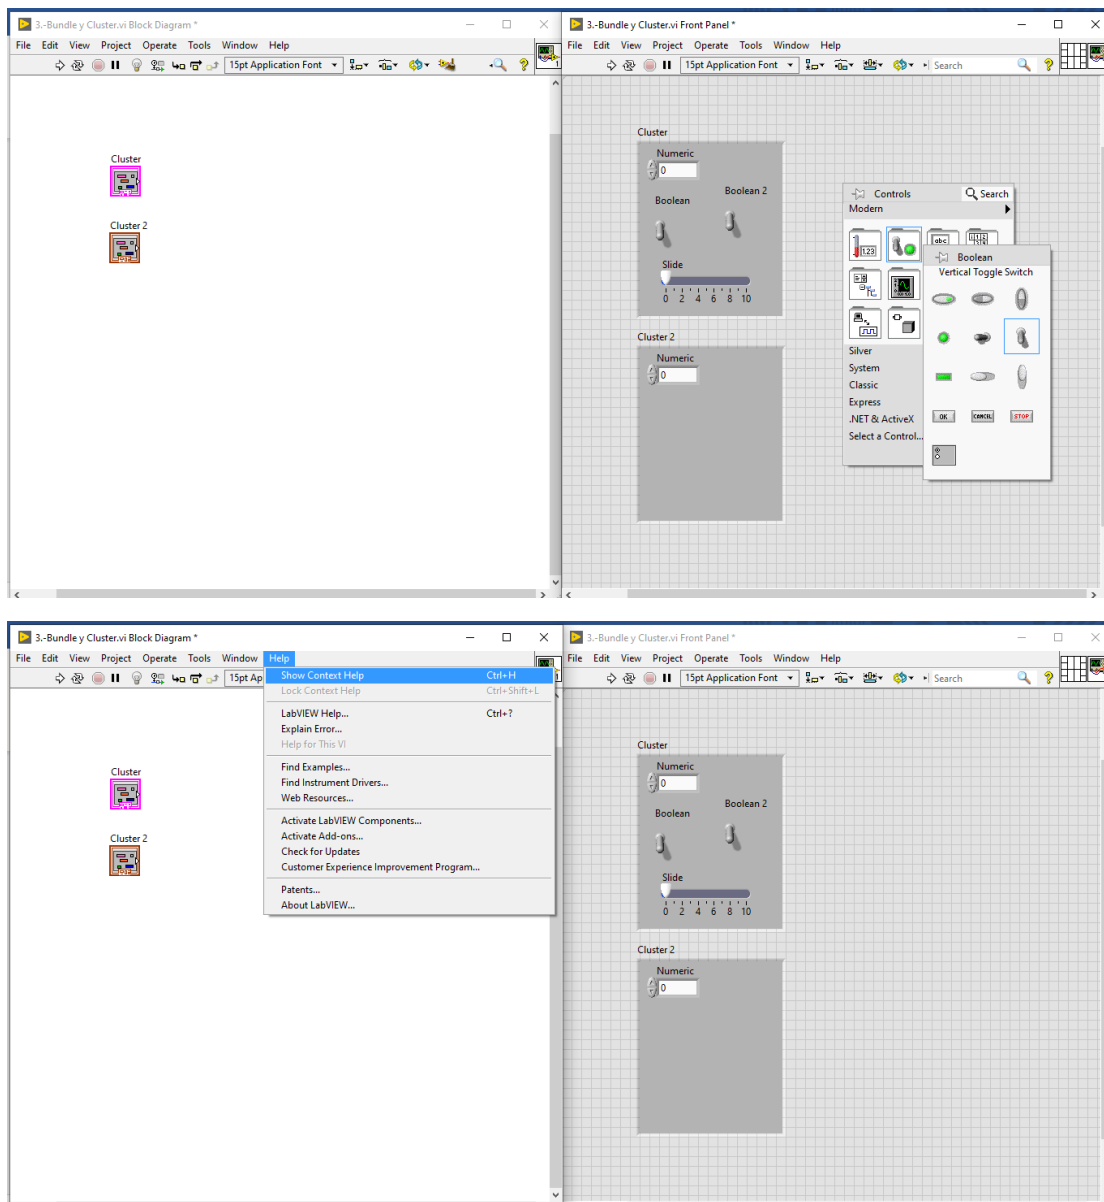 3.-Bundle y Cluster.vi Block Diagram *
File Edit View Project Operate Tools Window Help
15pt Application Font
Cluster
Cluster 2
3.-Bundle y Cluster.vi Front Panel *
File Edit View Project Operate Tools Window Help
15pt Application Font
Search
Cluster
Numeric
0
Boolean
Boolean 2
Slide
0 2 4 6 8 10
Cluster 2
Numeric
0
Controls
Search
Modern
1.23
abc
Silver
System
Classic
Express
.NET & ActiveX
Select a Control...
Boolean
Vertical Toggle Switch
OK
CANCEL
STOP
3.-Bundle y Cluster.vi Block Diagram *
File Edit View Project Operate Tools Window Help
15pt Ap
Show Context Help Ctrl+H
Lock Context Help Ctrl+Shift+L
LabVIEW Help... Ctrl+?
Explain Error...
Help for This VI
Find Examples...
Find Instrument Drivers...
Web Resources...
Activate LabVIEW Components...
Activate Add-ons...
Check for Updates
Customer Experience Improvement Program...
Patents...
About LabVIEW...
Cluster
Cluster 2
3.-Bundle y Cluster.vi Front Panel *
File Edit View Project Operate Tools Window Help
15pt Application Font
Search
Cluster
Numeric
0
Boolean
Boolean 2
Slide
0 2 4 6 8 10
Cluster 2
Numeric
0